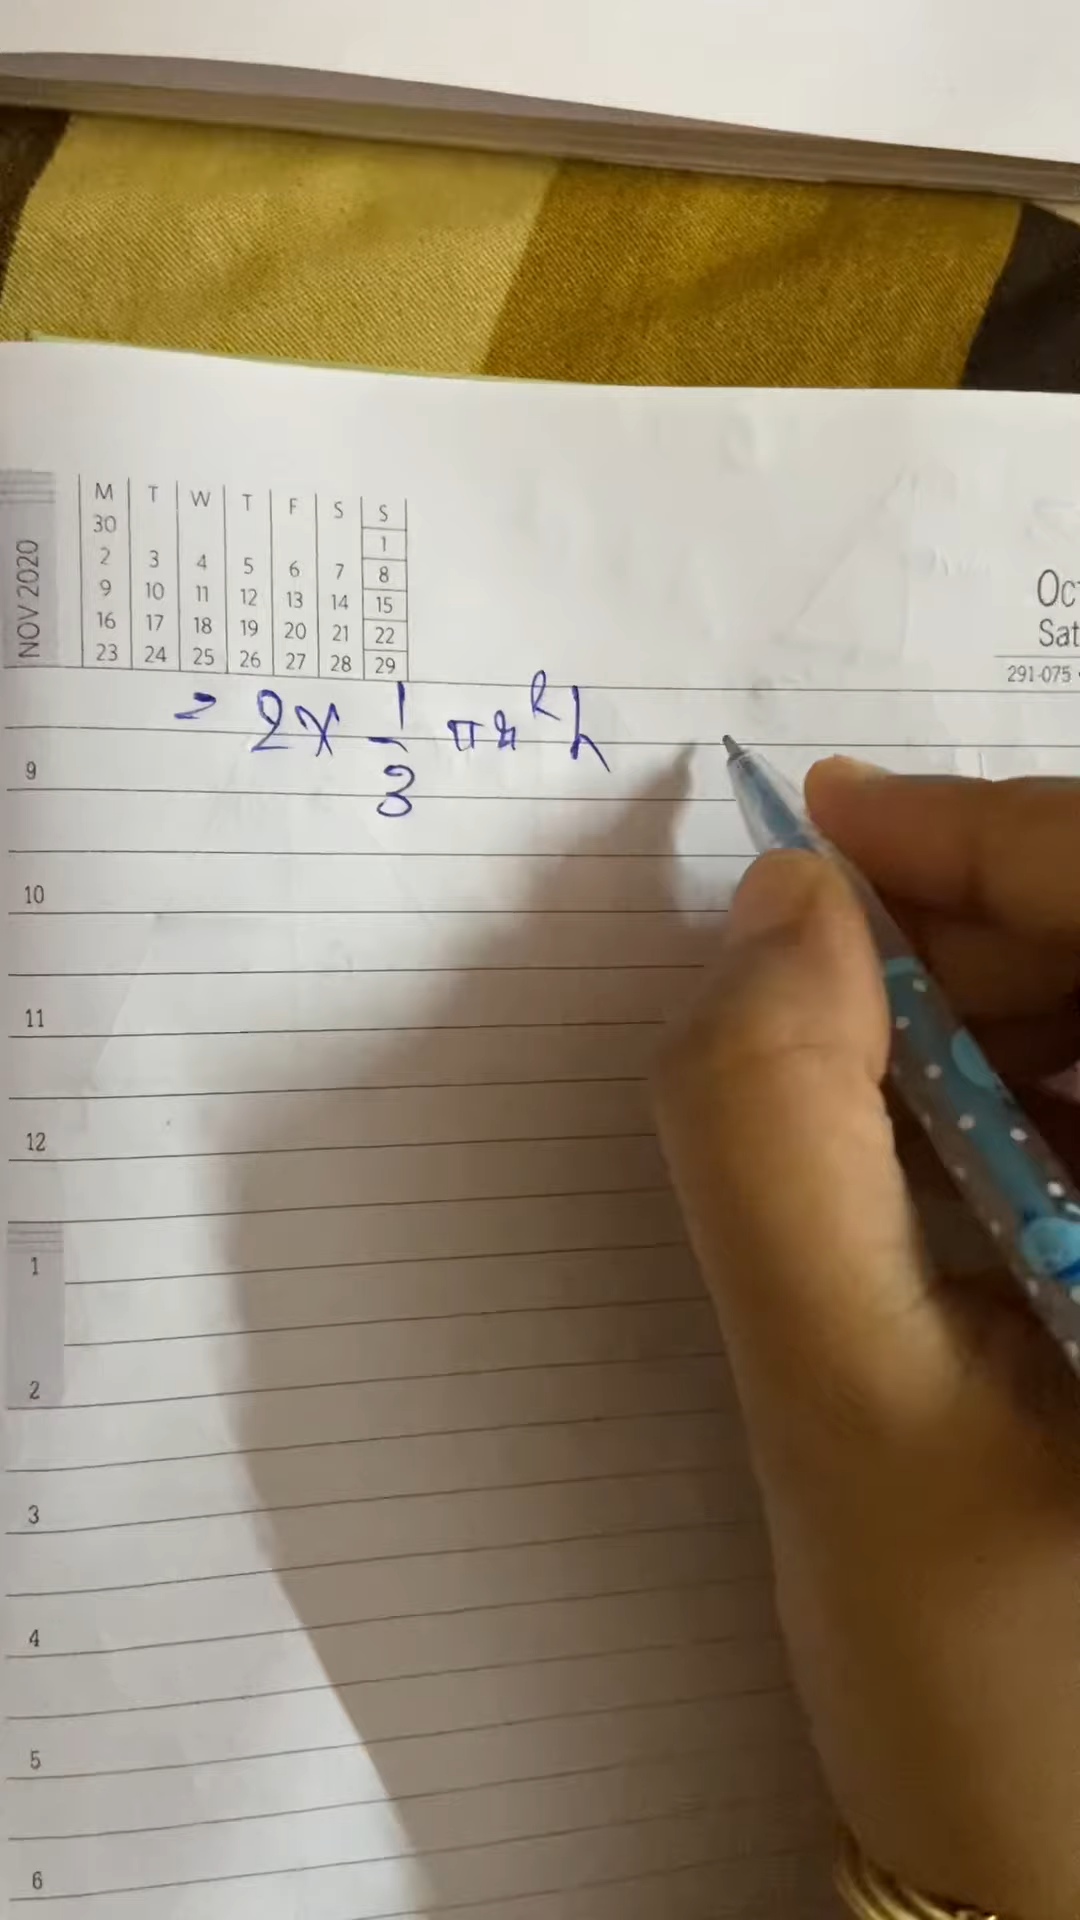 NOV 2020
M T W T F S S
30 1
2 3 4 5 6 7 8
9 10 11 12 13 14 15
16 17 18 19 20 21 22
23 24 25 26 27 28 29
Oc
Sat
291-075
= 2 x 1/3 πr²h
9
10
11
12
1
2
3
4
5
6